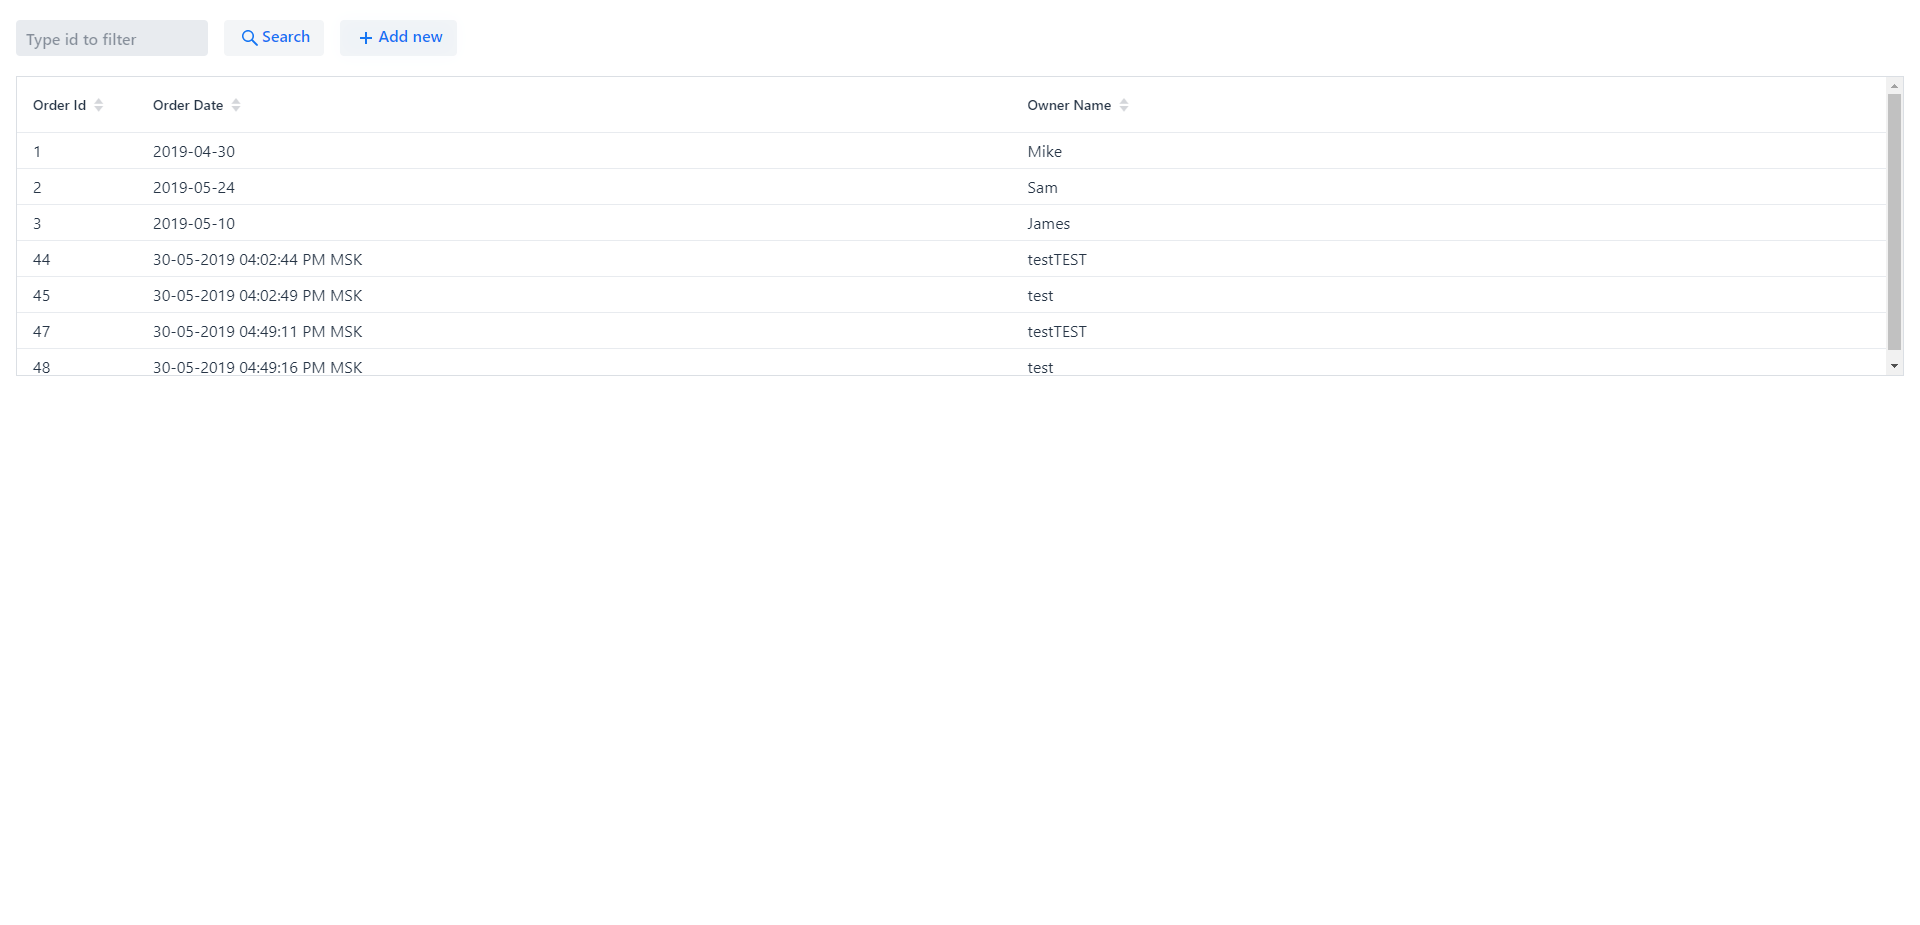 Type id to filter Search Add new
Order Id Order Date Owner Name
1 2019-04-30 Mike
2 2019-05-24 Sam
3 2019-05-10 James
44 30-05-2019 04:02:44 PM MSK testTEST
45 30-05-2019 04:02:49 PM MSK test
47 30-05-2019 04:49:11 PM MSK testTEST
48 30-05-2019 04:49:16 PM MSK test